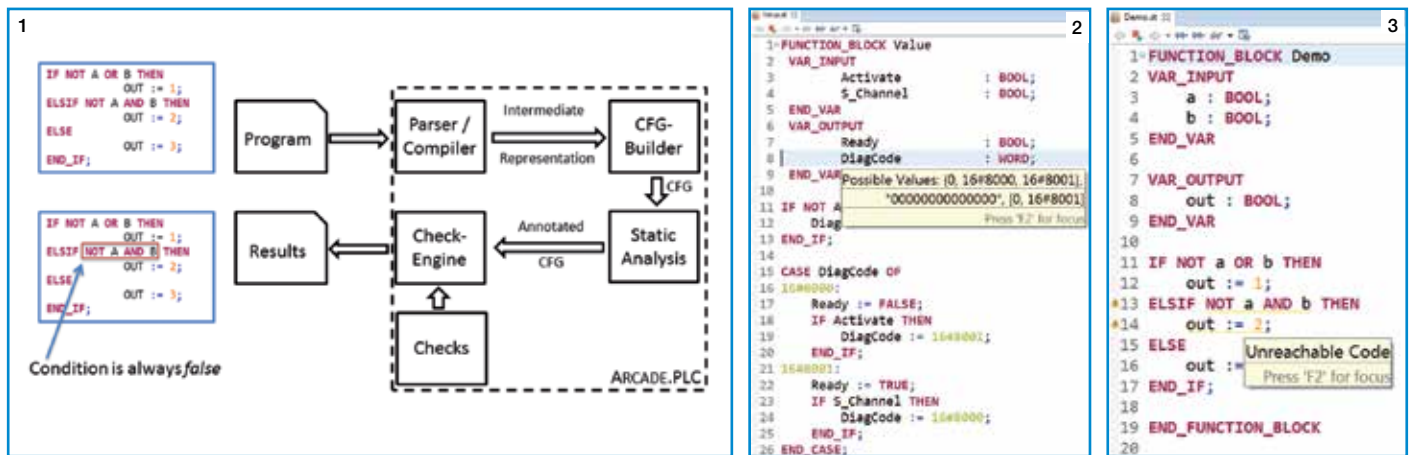 1
IF NOT A OR B THEN
OUT := 1;
ELSIF NOT A AND B THEN
OUT := 2;
ELSE
OUT := 3;
END_IF;
Program
Parser /
Compiler
Intermediate
Representation
CFG-
Builder
CFG
Static
Analysis
Annotated
CFG
Check-
Engine
Results
Checks
ARCADE.PLC
IF NOT A OR B THEN
OUT := 1;
ELSIF NOT A AND B THEN
OUT := 2;
ELSE
OUT := 3;
END_IF;
Condition is always false
2
1 FUNCTION_BLOCK Value
2 VAR_INPUT
3 Activate : BOOL;
4 S_Channel : BOOL;
5 END_VAR
6 VAR_OUTPUT
7 Ready : BOOL;
8 DiagCode : WORD;
9 END_VAR
Possible Values: {0, 16#8000, 16#8001},
10 "00000000000000", [0, 16#8001]
11 IF NOT A
Press 'F2' for focus
12 Diag
13 END_IF;
14
15 CASE DiagCode OF
16 16#8000:
17 Ready := FALSE;
18 IF Activate THEN
19 DiagCode := 16#8001;
20 END_IF;
21 16#8001:
22 Ready := TRUE;
23 IF S_Channel THEN
24 DiagCode := 16#8000;
25 END_IF;
26 END_CASE;
Demo.st
3
1 FUNCTION_BLOCK Demo
2 VAR_INPUT
3 a : BOOL;
4 b : BOOL;
5 END_VAR
6
7 VAR_OUTPUT
8 out : BOOL;
9 END_VAR
10
11 IF NOT a OR b THEN
12 out := 1;
13 ELSIF NOT a AND b THEN
14 out := 2;
15 ELSE
Unreachable Code
16 out :=
Press 'F2' for focus
17 END_IF;
18
19 END_FUNCTION_BLOCK
20